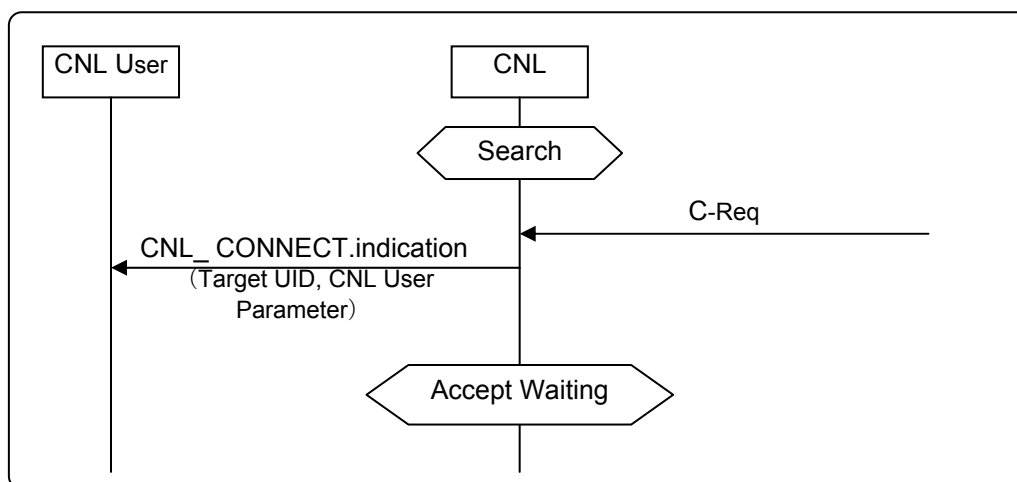 CNL User
CNL
Search
C-Req
CNL_ CONNECT.indication
（Target UID, CNL User
Parameter）
Accept Waiting